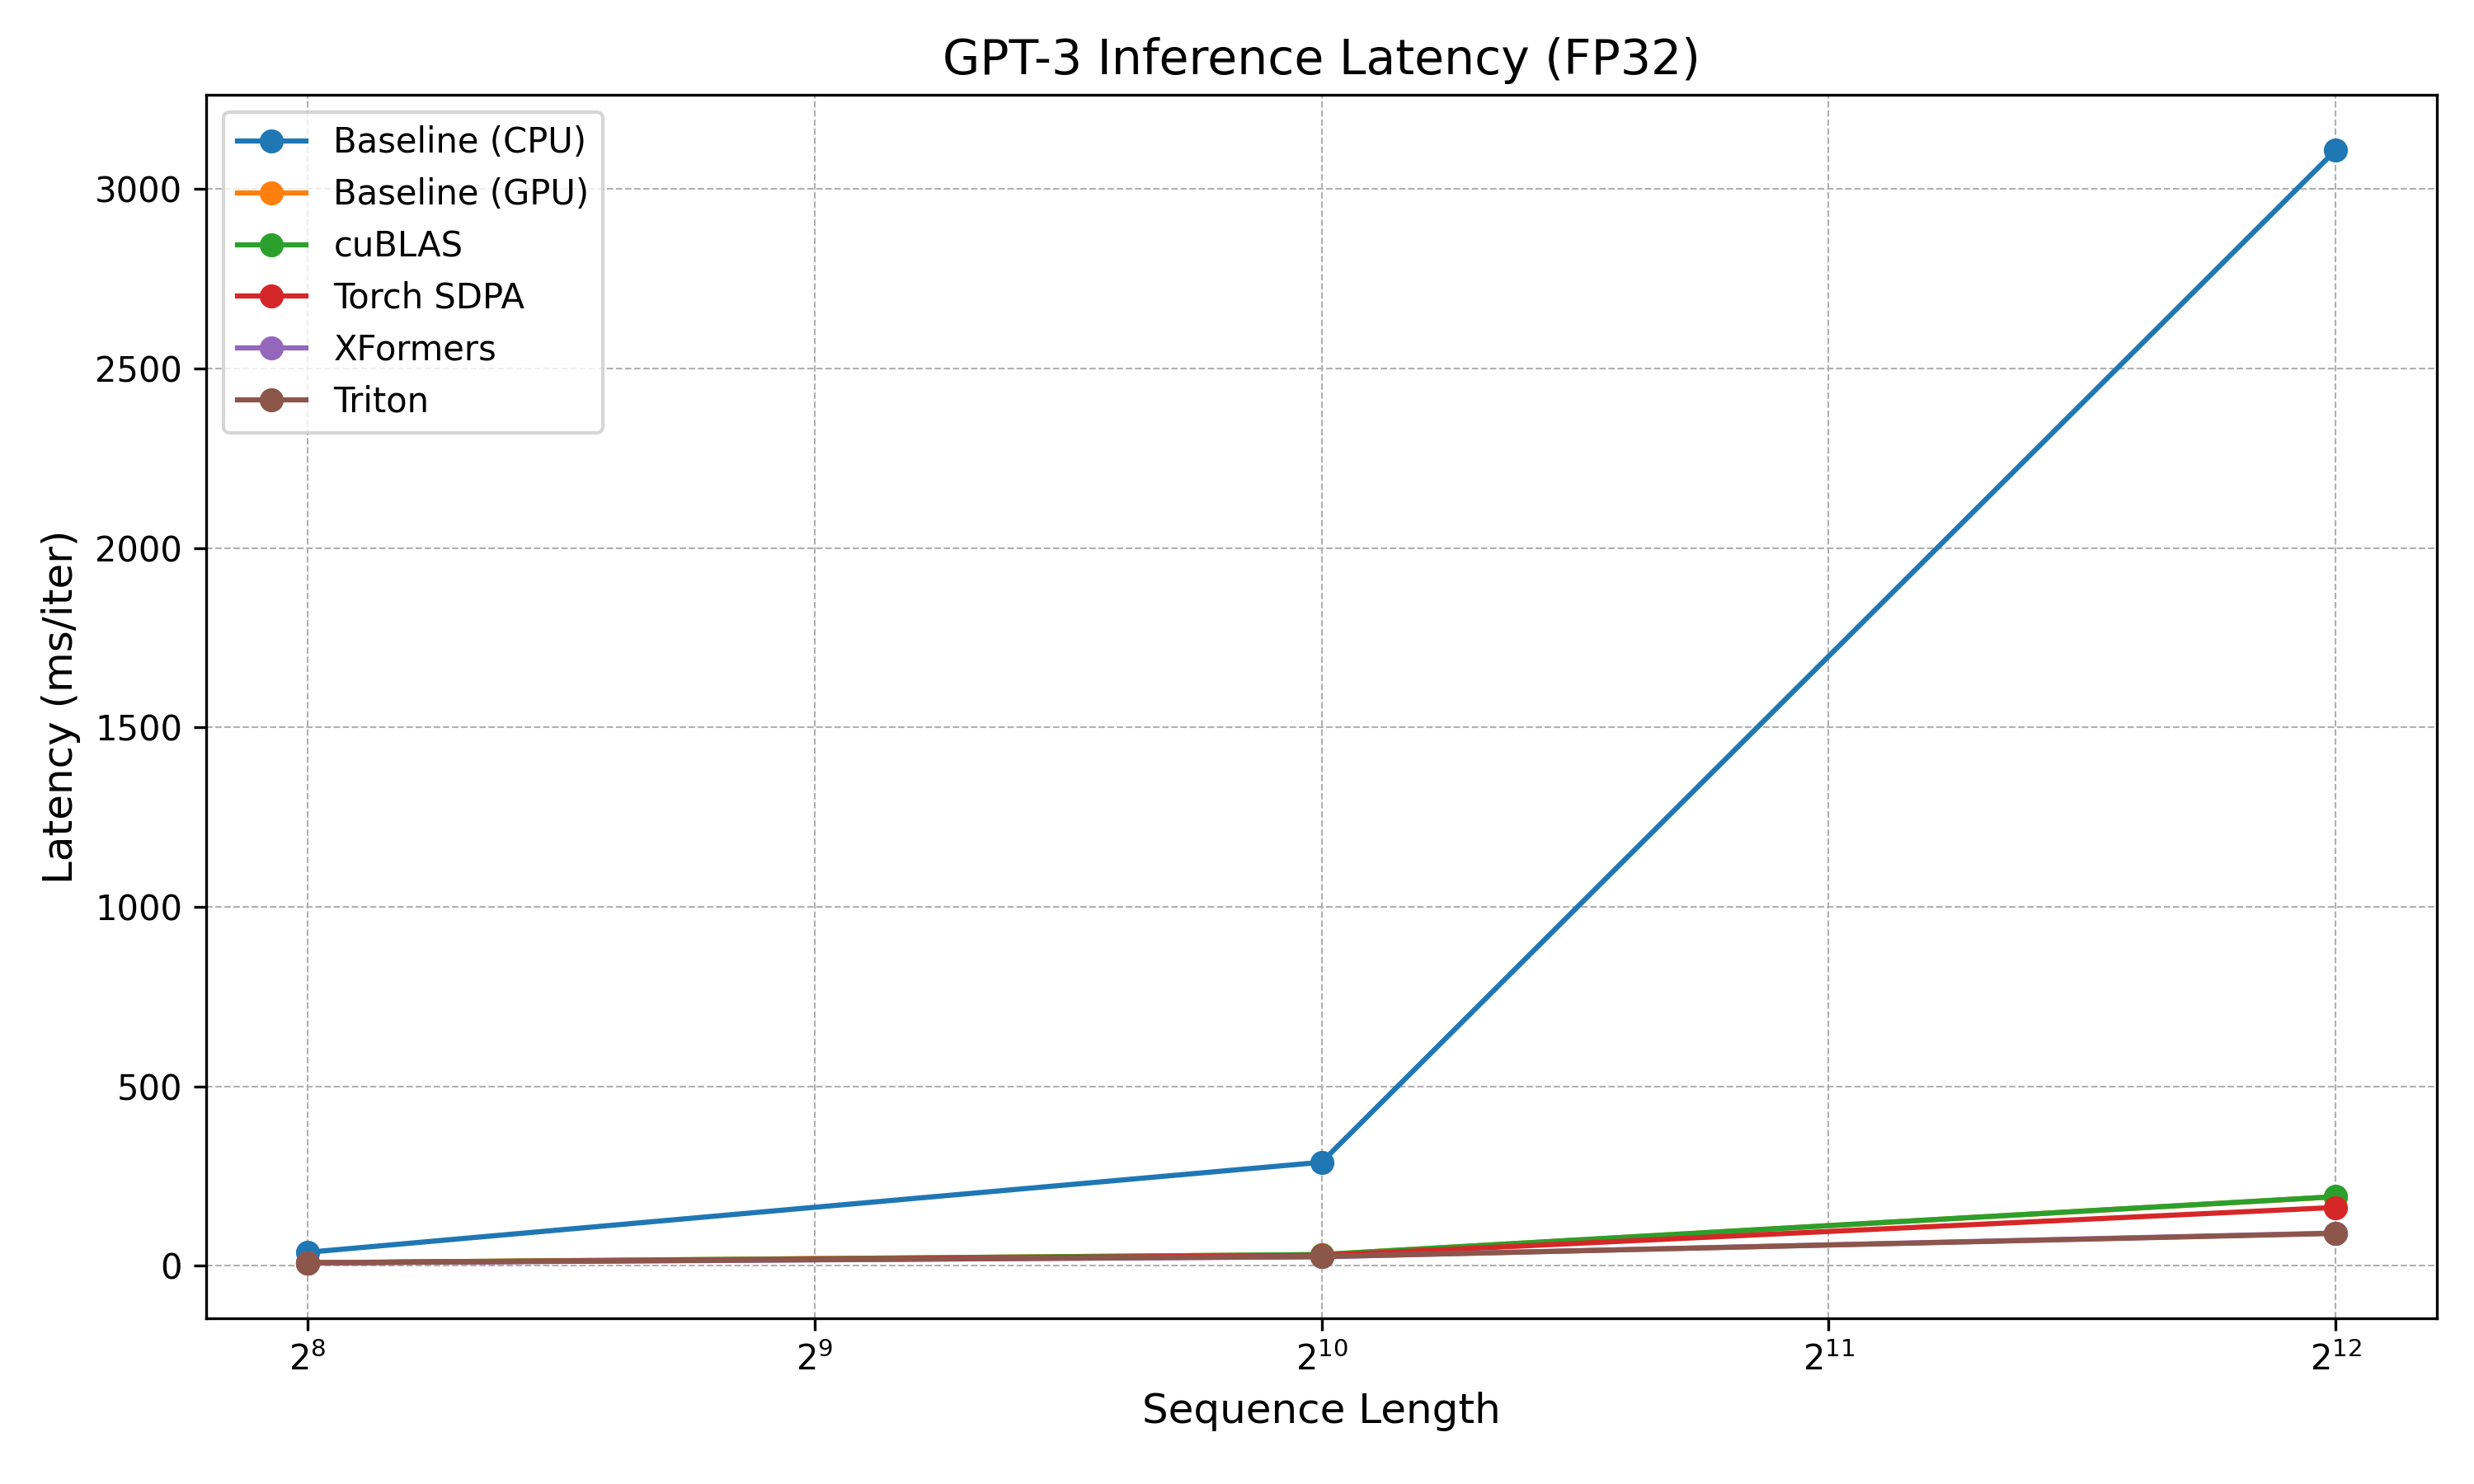 GPT-3 Inference Latency (FP32)
Baseline (CPU)
Baseline (GPU)
cuBLAS
Torch SDPA
XFormers
Triton
Latency (ms/iter)
3000
2500
2000
1500
1000
500
0
2⁸ 2⁹ 2¹⁰ 2¹¹ 2¹²
Sequence Length